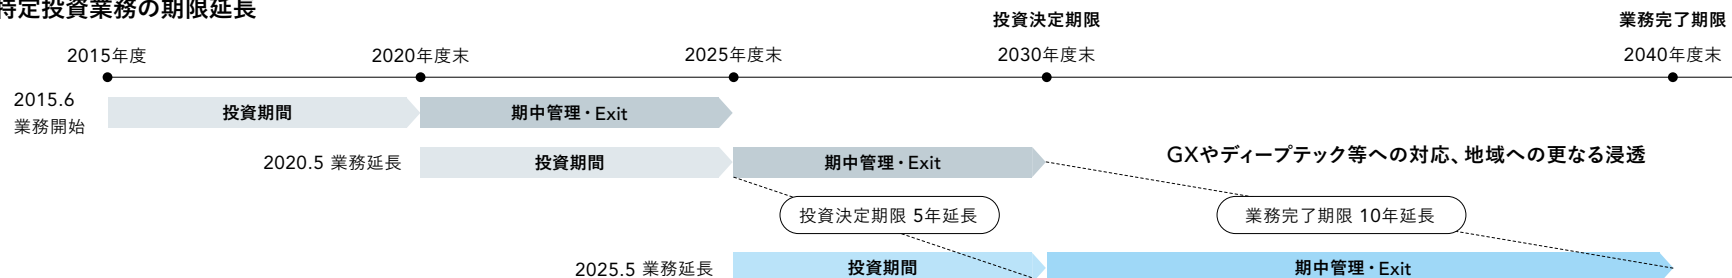 特定投資業務の期限延長
投資決定期限
業務完了期限
2015年度
2020年度末
2025年度末
2030年度末
2040年度末
2015.6
業務開始
投資期間
期中管理・Exit
2020.5 業務延長
投資期間
期中管理・Exit
GXやディープテック等への対応、地域への更なる浸透
投資決定期限 5年延長
業務完了期限 10年延長
2025.5 業務延長
投資期間
期中管理・Exit